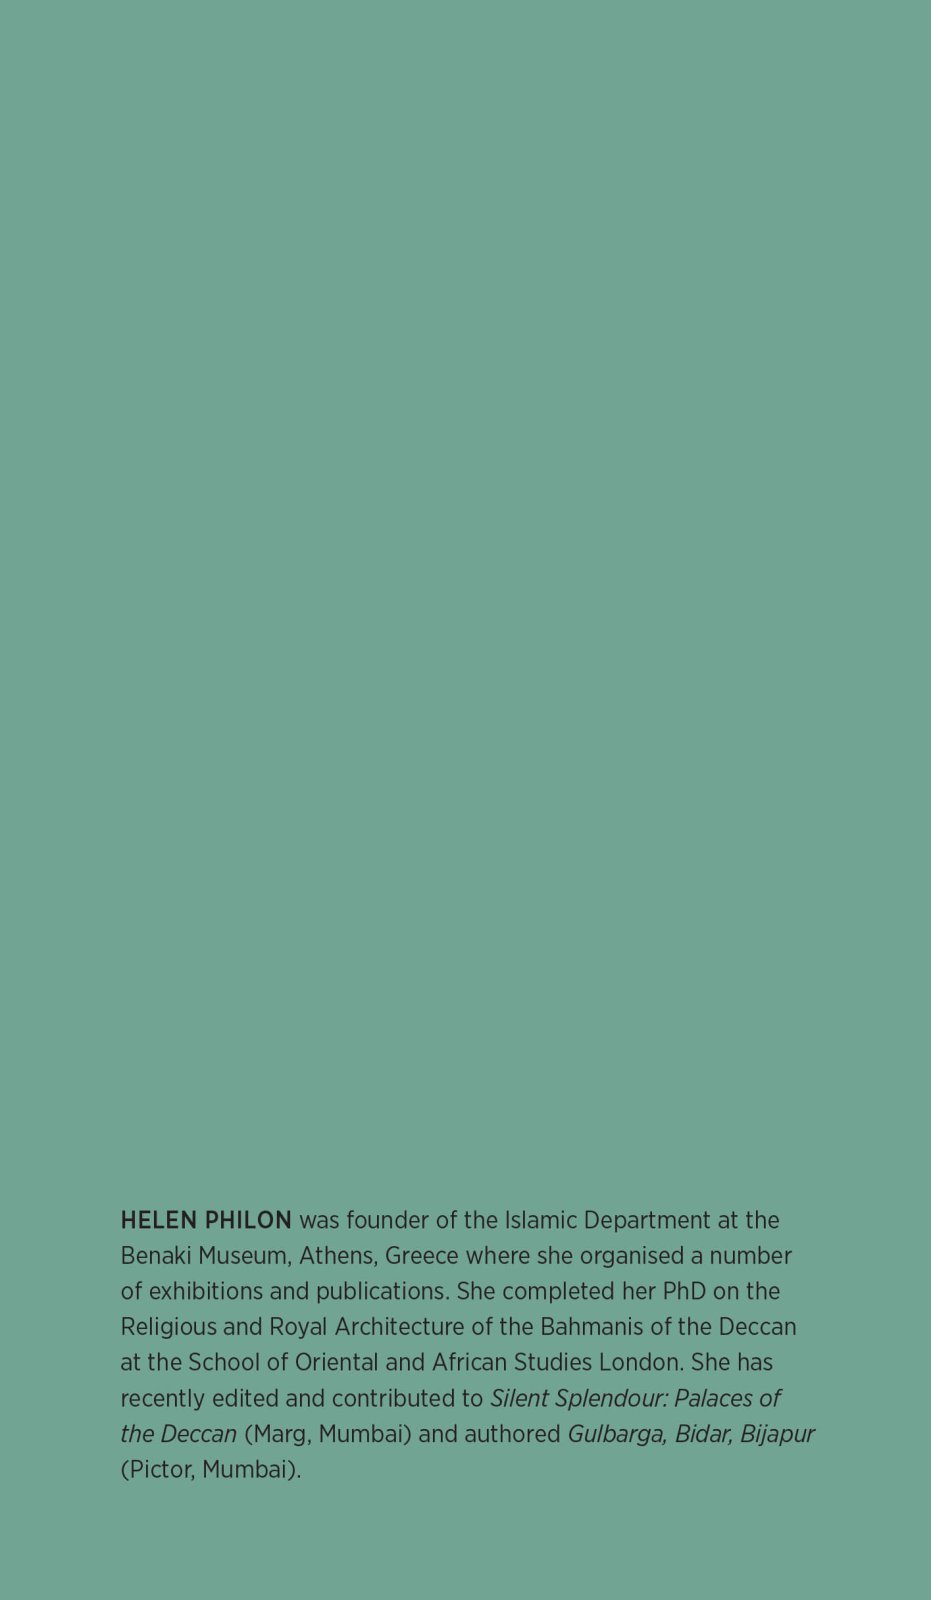 HELEN PHILON was founder of the Islamic Department at the
Benaki Museum, Athens, Greece where she organised a number
of exhibitions and publications. She completed her PhD on the
Religious and Royal Architecture of the Bahmanis of the Deccan
at the School of Oriental and African Studies London. She has
recently edited and contributed to Silent Splendour: Palaces of
the Deccan (Marg, Mumbai) and authored Gulbarga, Bidar, Bijapur
(Pictor, Mumbai).